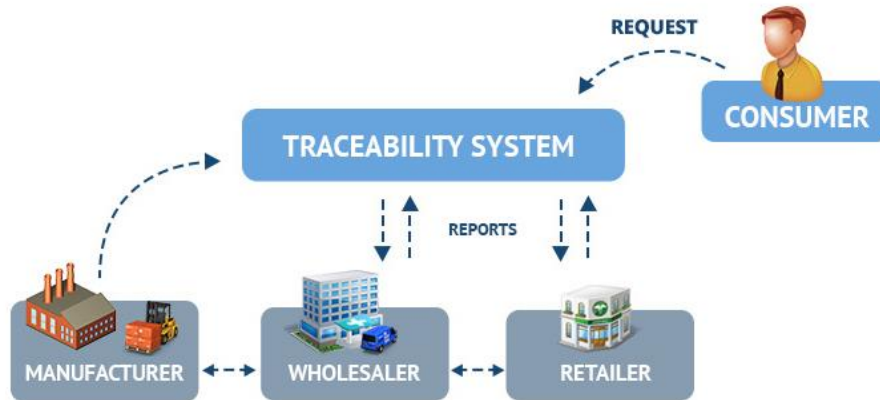 REQUEST
CONSUMER
TRACEABILITY SYSTEM
REPORTS
MANUFACTURER
WHOLESALER
RETAILER